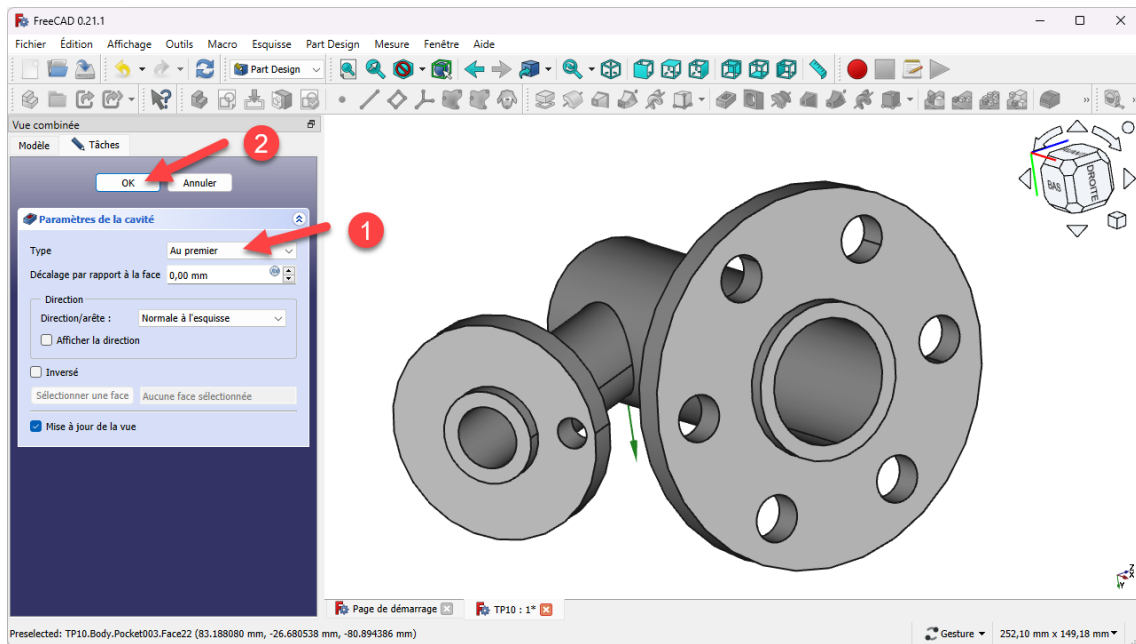 FreeCAD 0.21.1
Fichier Édition Affichage Outils Macro Esquisse Part Design Mesure Fenêtre Aide
Part Design
Vue combinée
Modèle Tâches
2
OK Annuler
Paramètres de la cavité
1
Type Au premier
Décalage par rapport à la face 0,00 mm
Direction
Direction/arête : Normale à l'esquisse
Afficher la direction
Inversé
Sélectionner une face Aucune face sélectionnée
Mise à jour de la vue
BAS
DROITE
Z
X
Y
Page de démarrage TP10 : 1*
Preselected: TP10.Body.Pocket003.Face22 (83.188080 mm, -26.680538 mm, -80.894386 mm) Gesture 252,10 mm x 149,18 mm